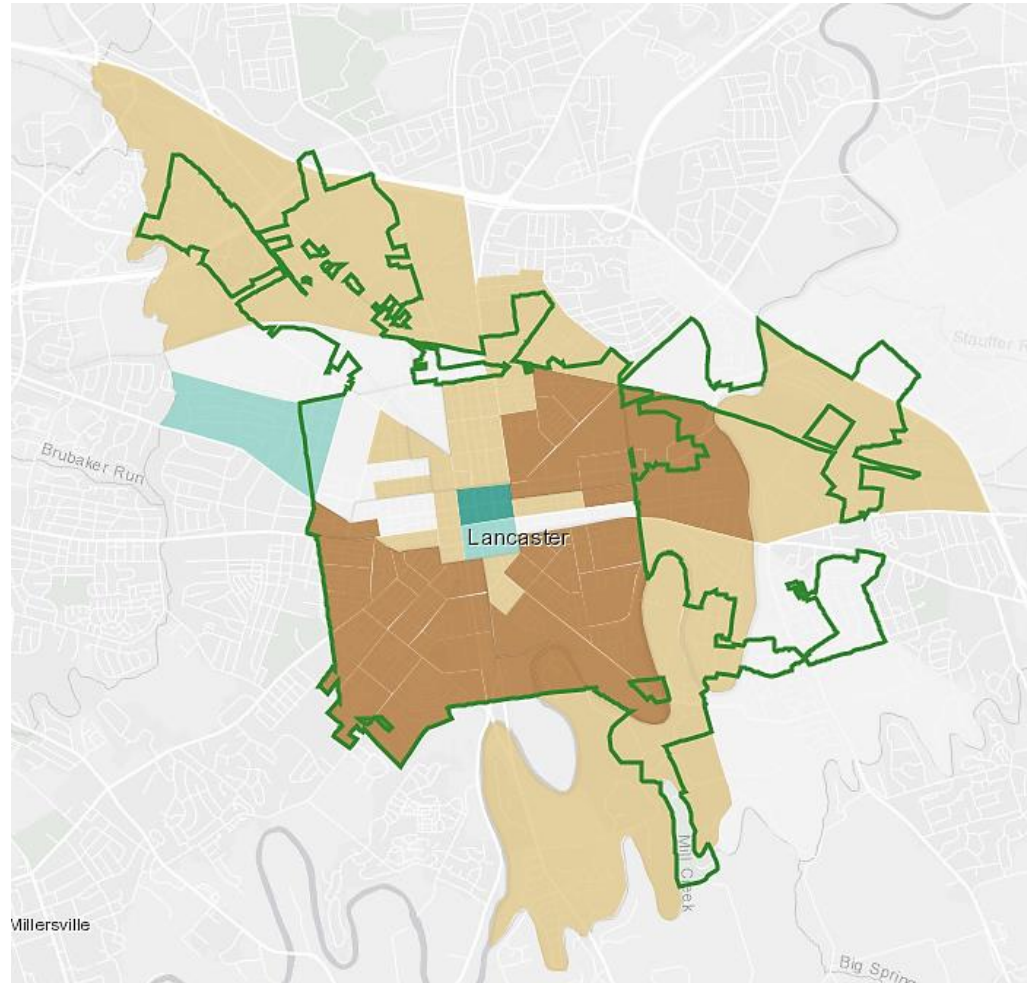 Stauffer R
Brubaker Run
Lancaster
Mill Creek
Millersville
Big Spring